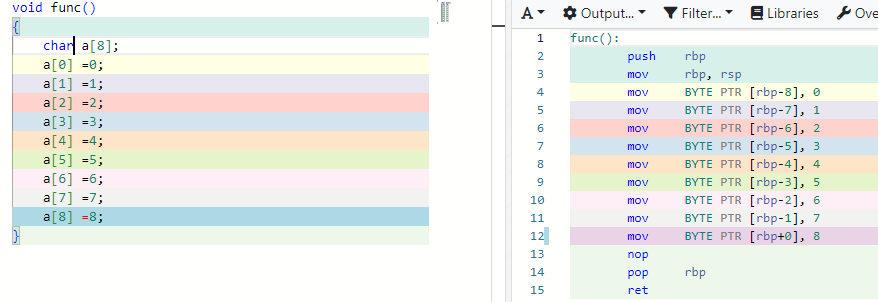 void func()
{
char a[8];
a[0] =0;
a[1] =1;
a[2] =2;
a[3] =3;
a[4] =4;
a[5] =5;
a[6] =6;
a[7] =7;
a[8] =8;
}
A Output... Filter... Libraries Ove
1 func():
2 push rbp
3 mov rbp, rsp
4 mov BYTE PTR [rbp-8], 0
5 mov BYTE PTR [rbp-7], 1
6 mov BYTE PTR [rbp-6], 2
7 mov BYTE PTR [rbp-5], 3
8 mov BYTE PTR [rbp-4], 4
9 mov BYTE PTR [rbp-3], 5
10 mov BYTE PTR [rbp-2], 6
11 mov BYTE PTR [rbp-1], 7
12 mov BYTE PTR [rbp+0], 8
13 nop
14 pop rbp
15 ret